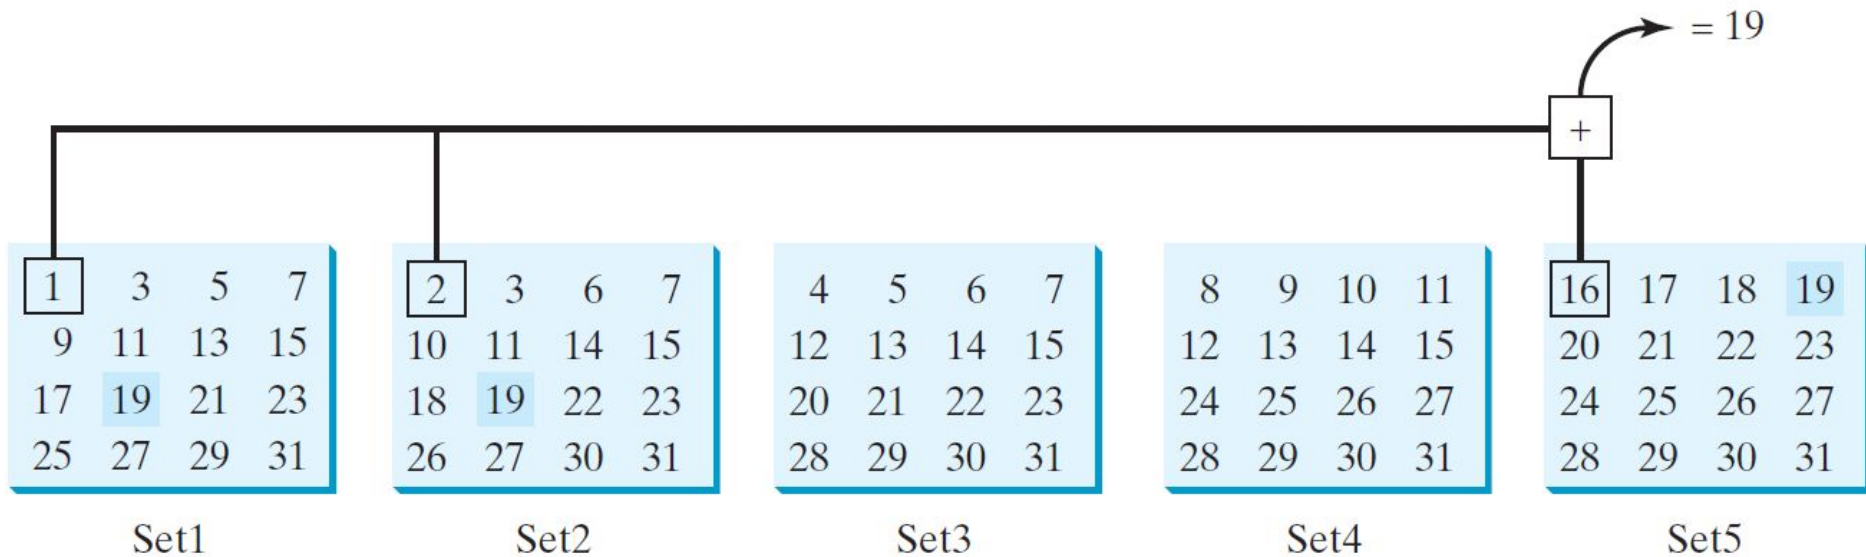 = 19
+
1 3 5 7
9 11 13 15
17 19 21 23
25 27 29 31
Set1
2 3 6 7
10 11 14 15
18 19 22 23
26 27 30 31
Set2
4 5 6 7
12 13 14 15
20 21 22 23
28 29 30 31
Set3
8 9 10 11
12 13 14 15
24 25 26 27
28 29 30 31
Set4
16 17 18 19
20 21 22 23
24 25 26 27
28 29 30 31
Set5